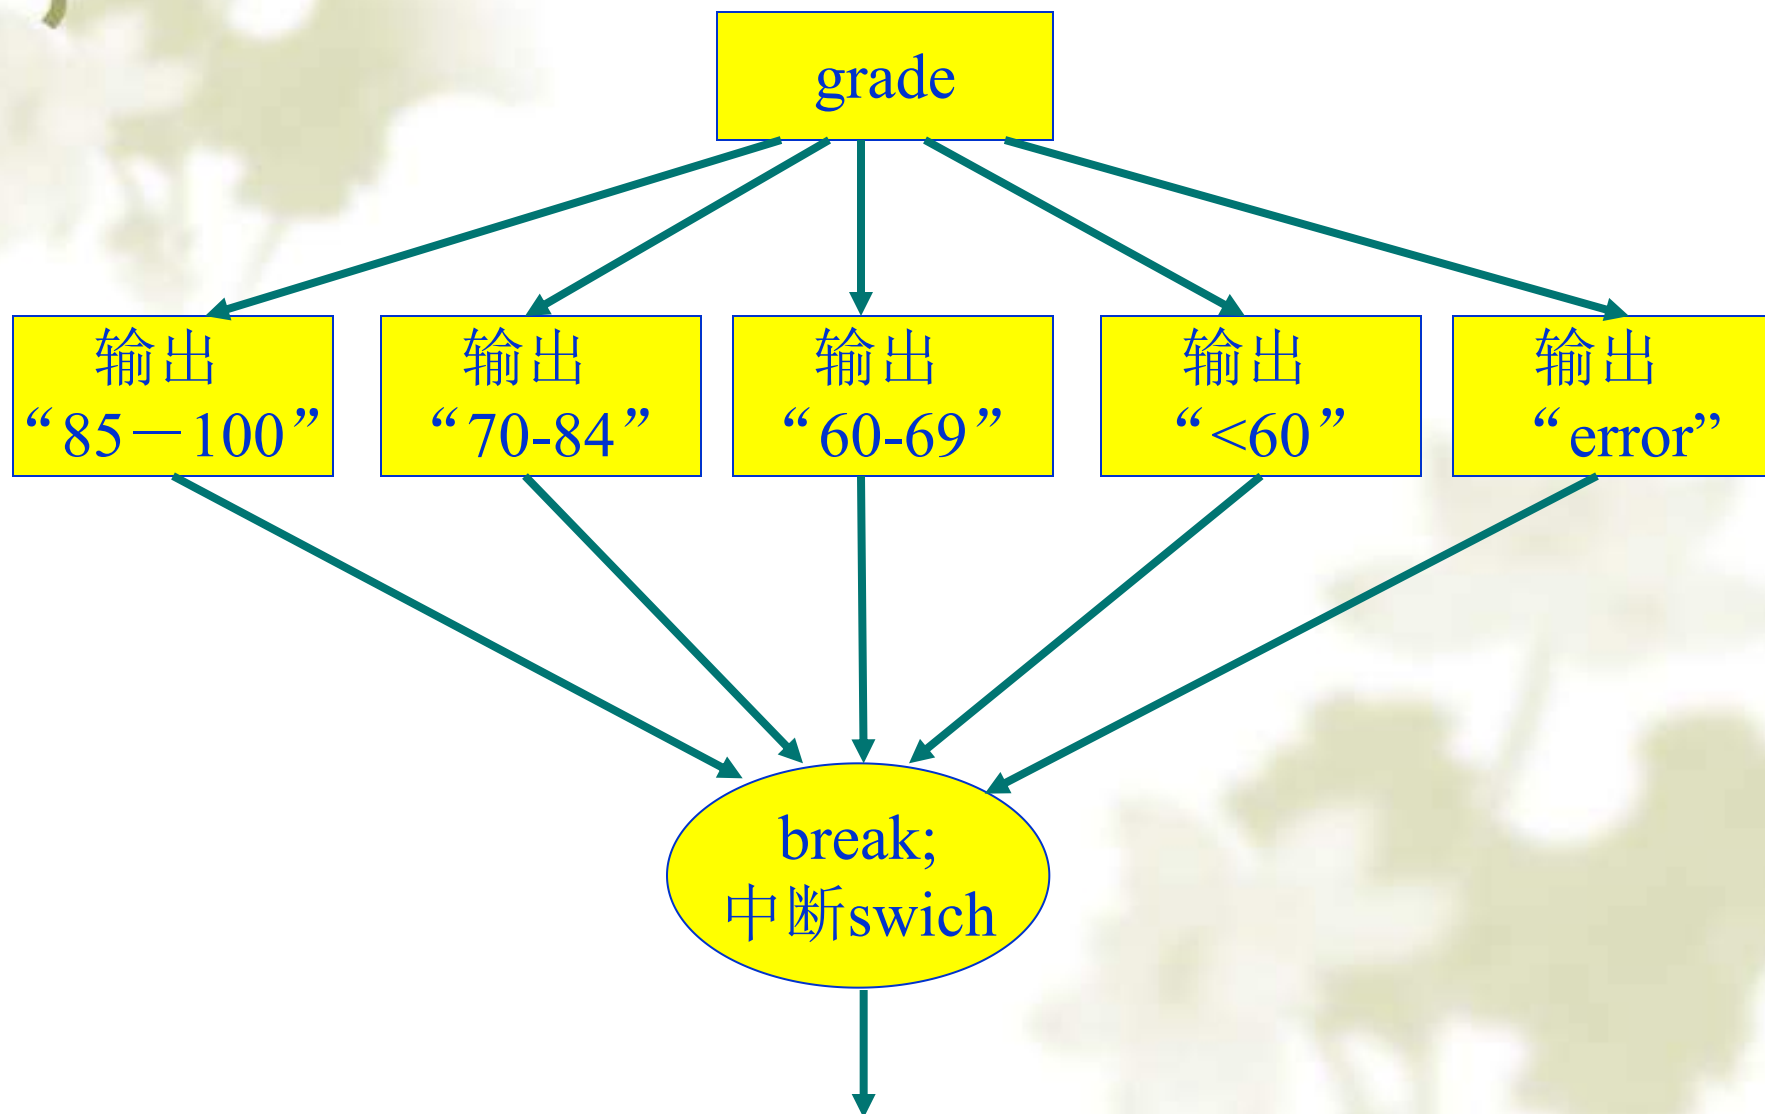 grade
输出
“85－100”
输出
“70-84”
输出
“60-69”
输出
“<60”
输出
“error”
break;
中断swich